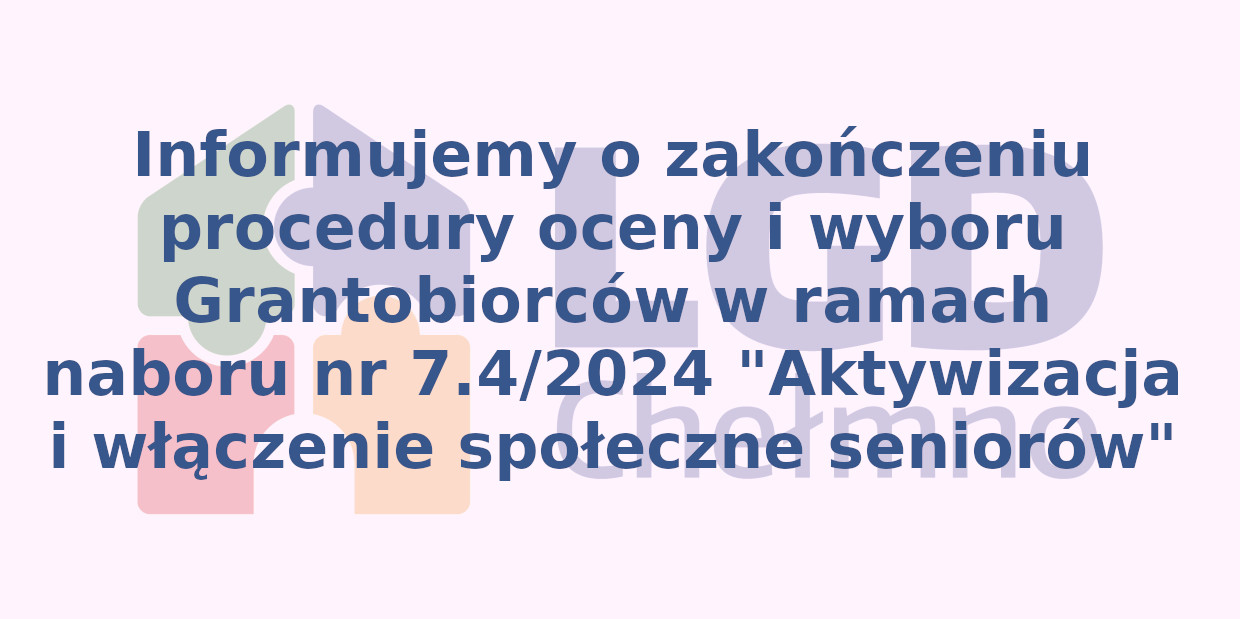 Informujemy o zakończeniu
procedury oceny i wyboru
Grantobiorców w ramach
naboru nr 7.4/2024 "Aktywizacja
i włączenie społeczne seniorów"
LGD
Chełmno